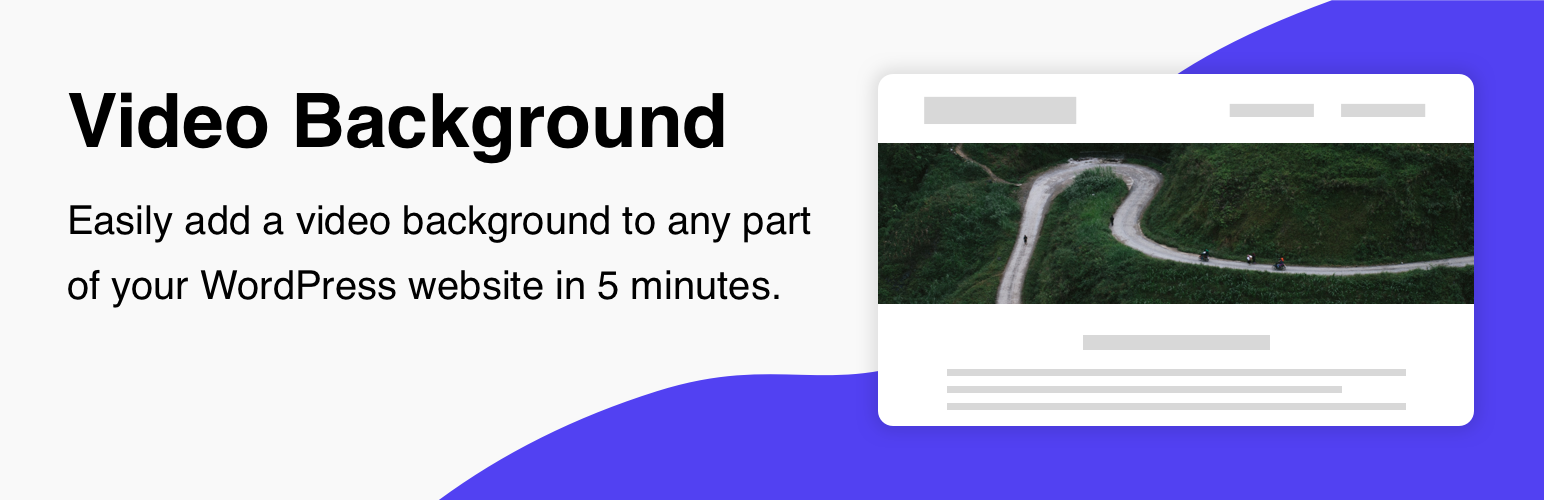 Video Background
Easily add a video background to any part
of your WordPress website in 5 minutes.